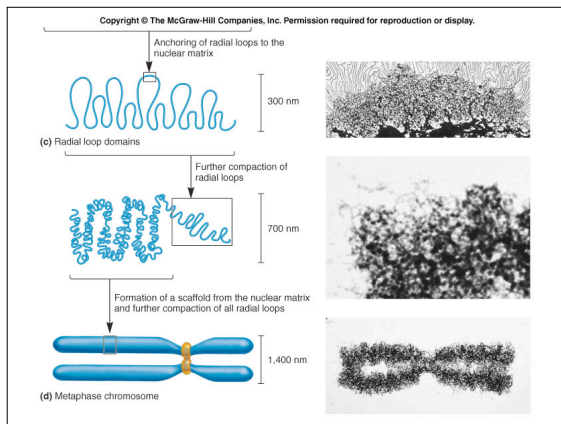 Copyright © The McGraw-Hill Companies, Inc. Permission required for reproduction or display.
Anchoring of radial loops to the
nuclear matrix
300 nm
(c) Radial loop domains
Further compaction of
radial loops
700 nm
Formation of a scaffold from the nuclear matrix
and further compaction of all radial loops
1,400 nm
(d) Metaphase chromosome